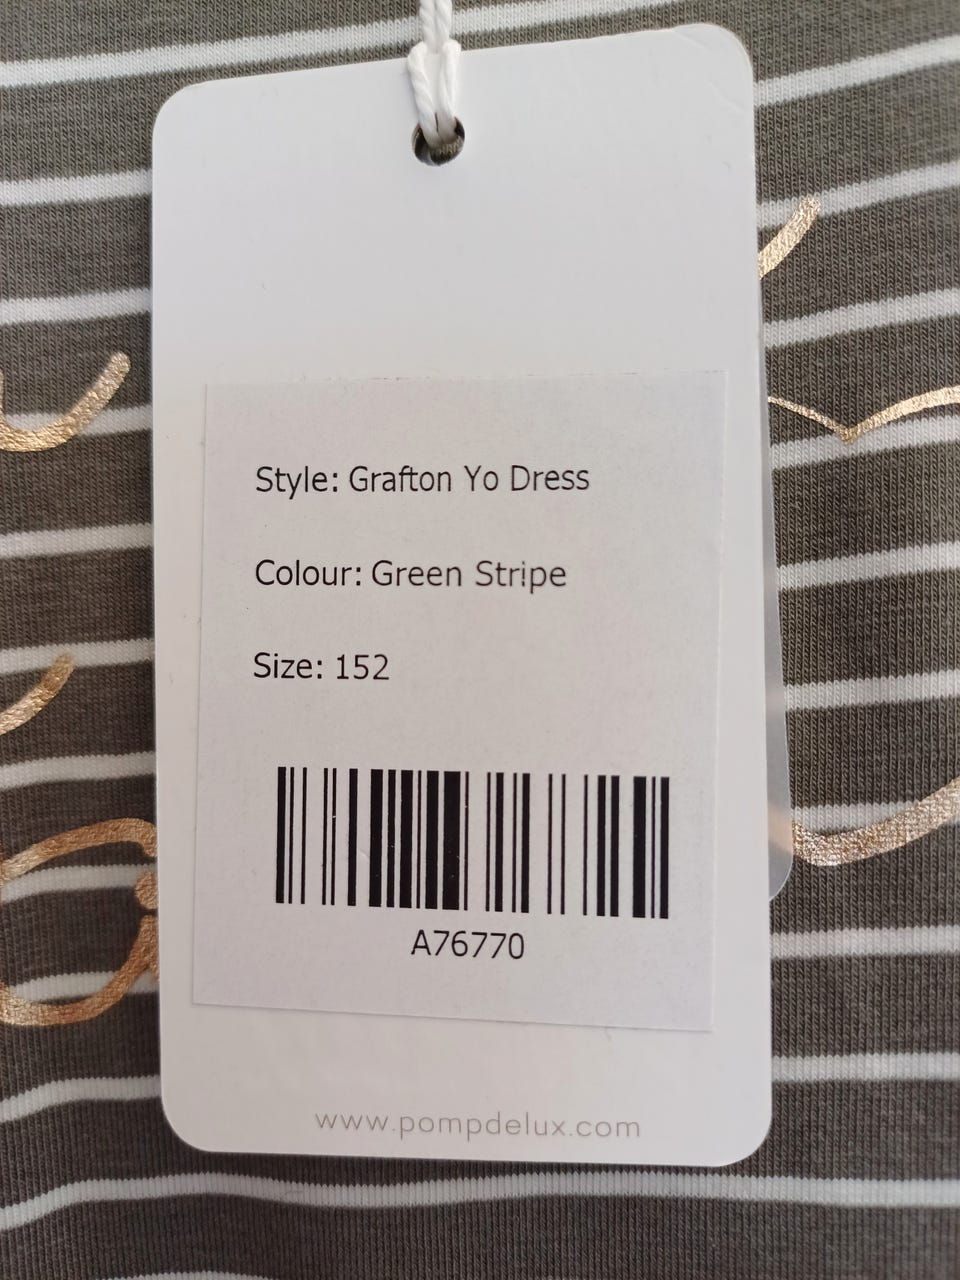 Style: Grafton Yo Dress
Colour: Green Stripe
Size: 152
A76770
www.pompdelux.com